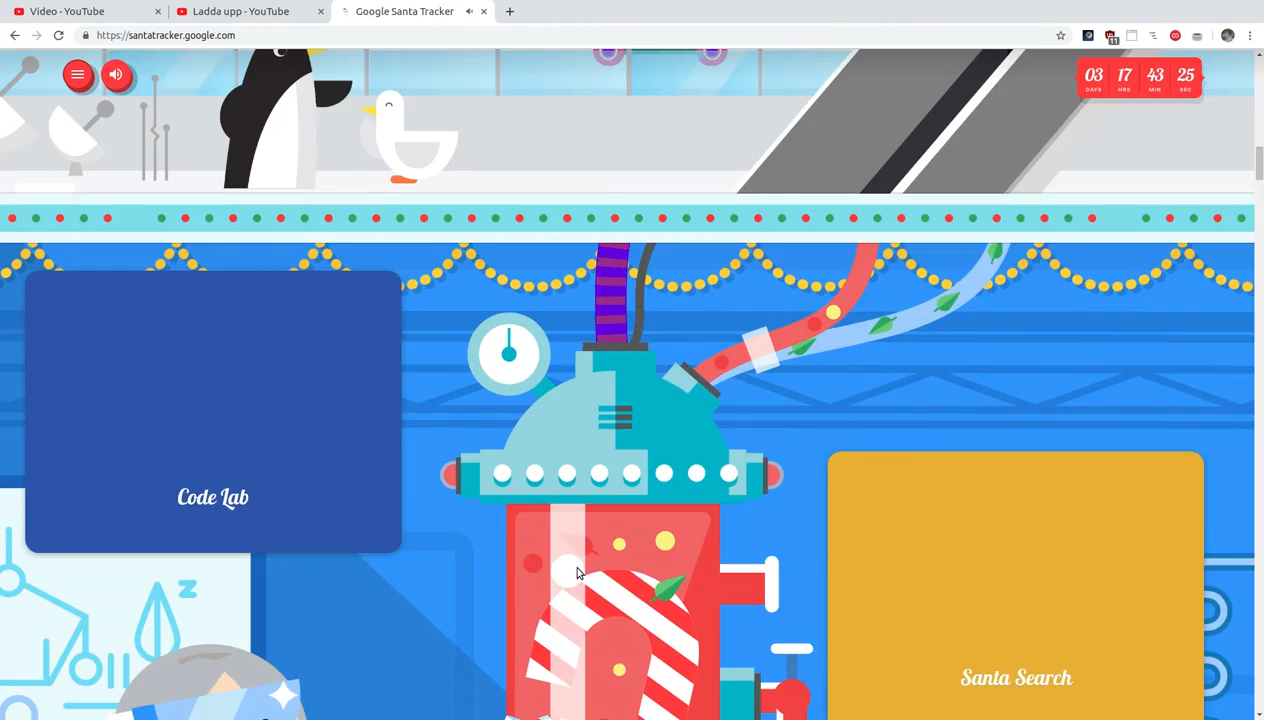 Video - YouTube
Ladda upp - YouTube
Google Santa Tracker
https://santatracker.google.com
11
03 17 43 25
DAYS HRS MIN SEC
Code Lab
Z
Santa Search